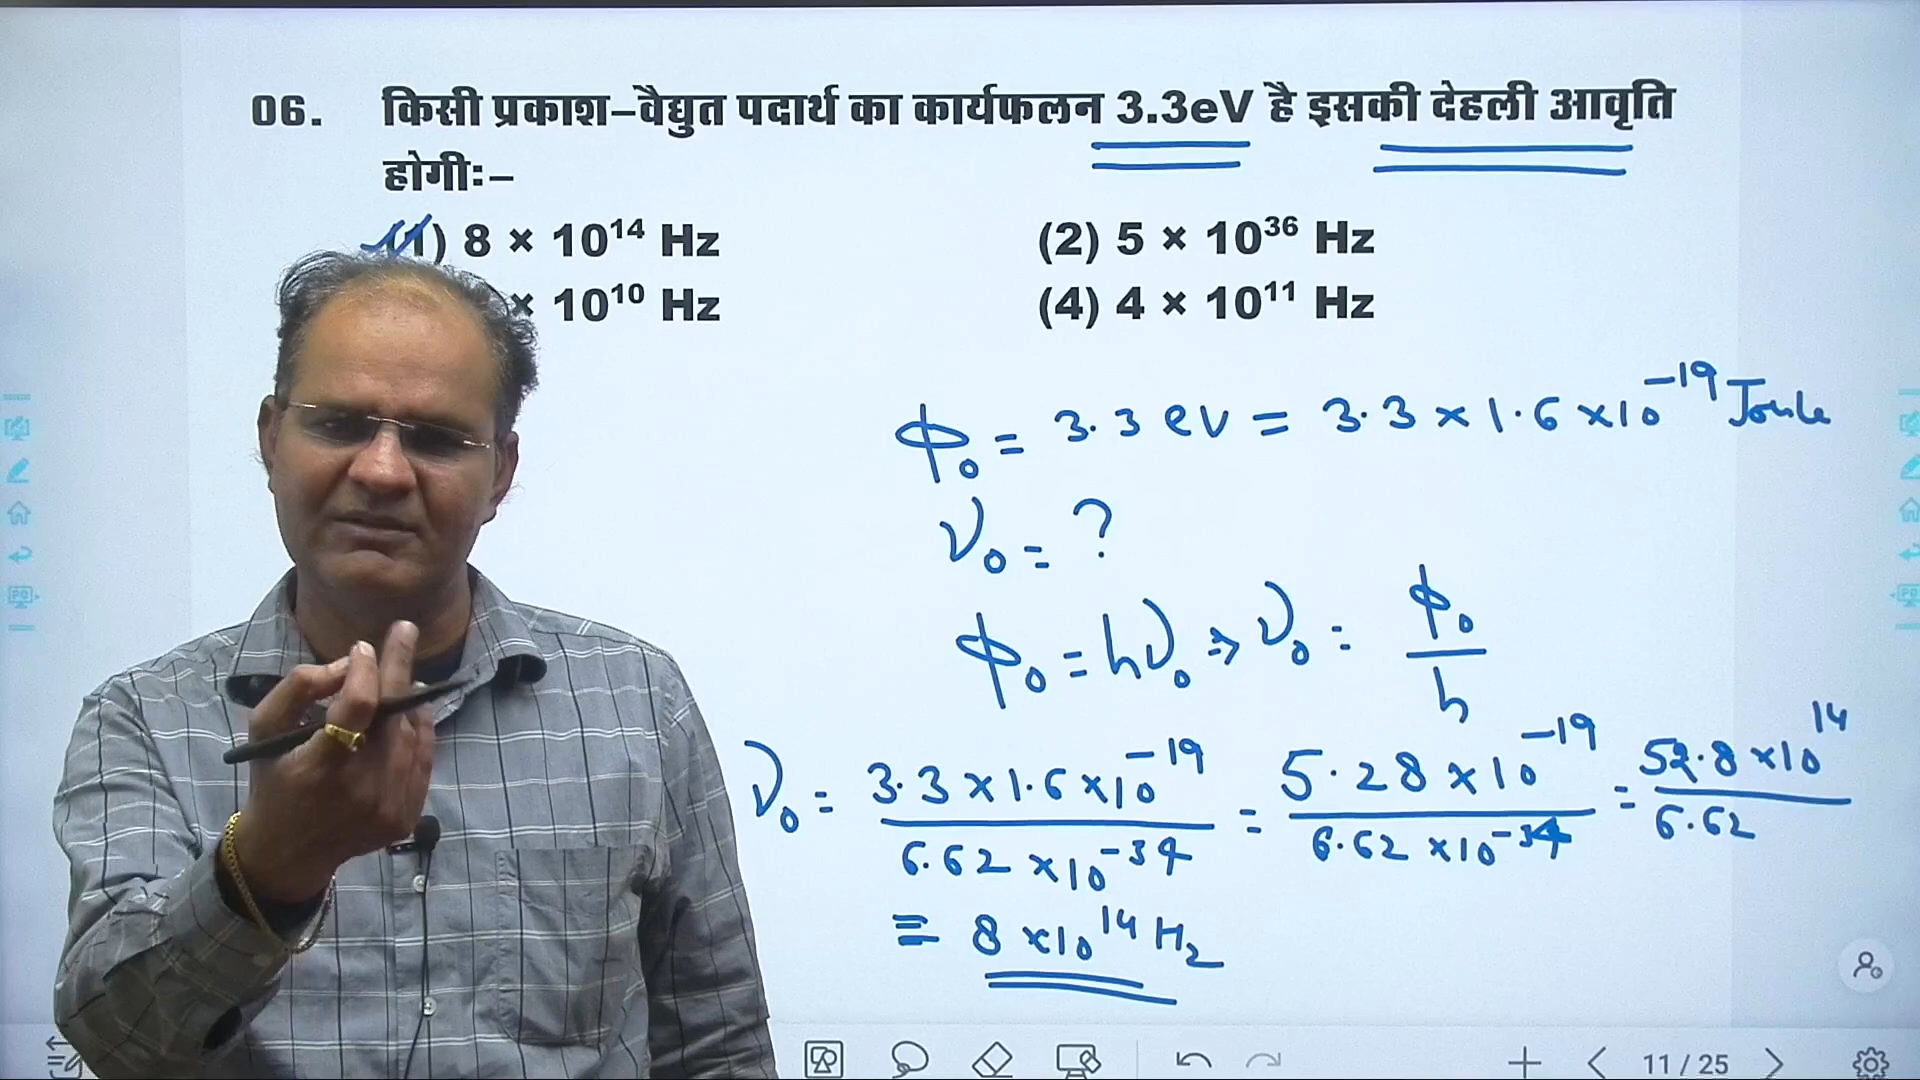 06. किसी प्रकाश–वैद्युत पदार्थ का कार्यफलन 3.3eV है इसकी देहली आवृति
होगीः–
(1) 8 × 10¹⁴ Hz (2) 5 × 10³⁶ Hz
× 10¹⁰ Hz (4) 4 × 10¹¹ Hz
ϕ₀ = 3.3 eV = 3.3 × 1.6 × 10⁻¹⁹ Joule
ν₀ = ?
ϕ₀ = hν₀ ⇒ ν₀ = ϕ₀ / h
ν₀ = 3.3 × 1.6 × 10⁻¹⁹ / 6.62 × 10⁻³⁴ = 5.28 × 10⁻¹⁹ / 6.62 × 10⁻³⁴ = 52.8 × 10¹⁴ / 6.62
= 8 × 10¹⁴ Hz
11 / 25